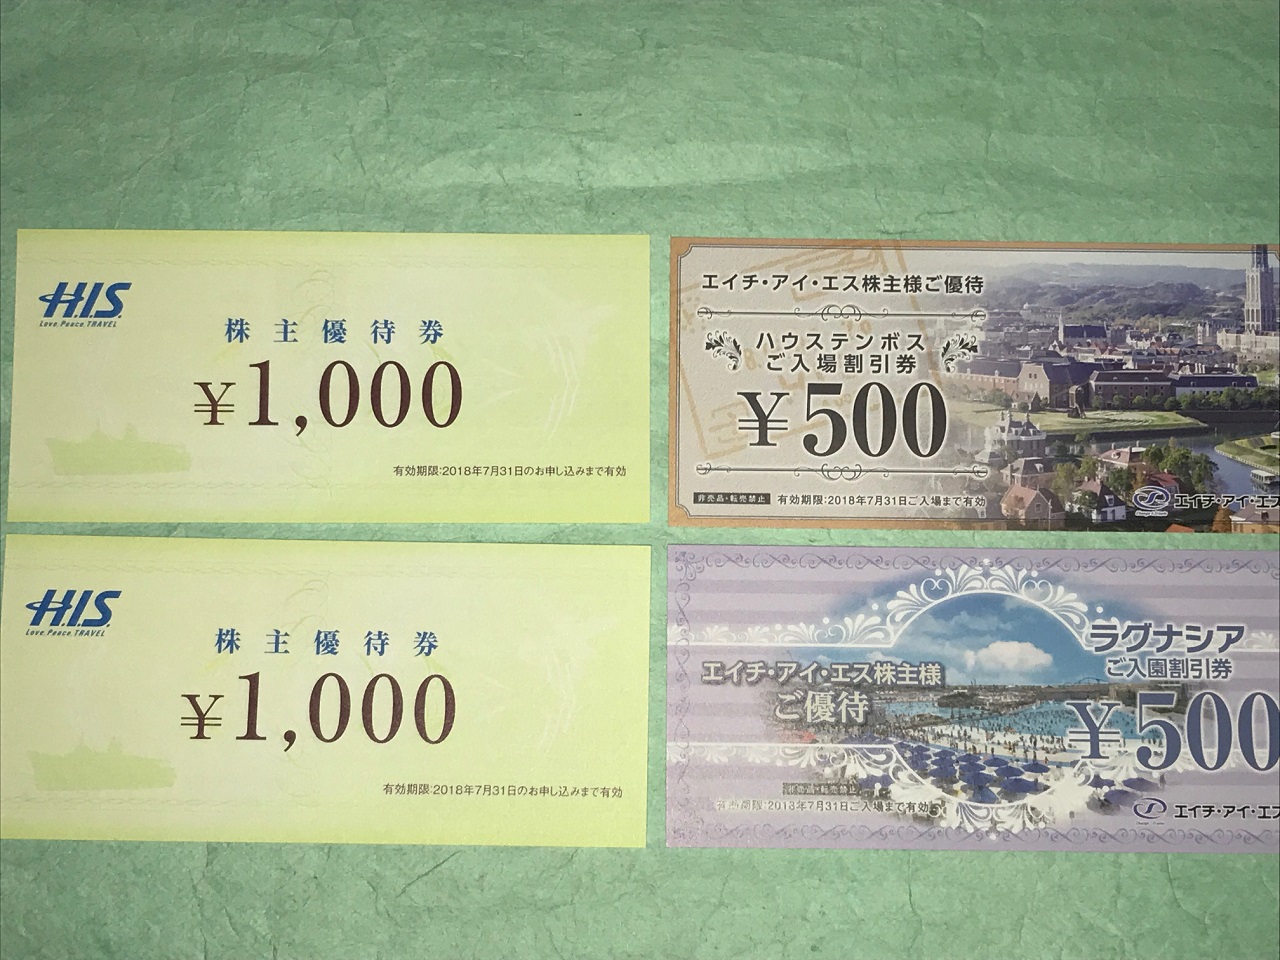 H.I.S.
Love. Peace. TRAVEL
株主優待券
¥1,000
有効期限:2018年7月31日のお申し込みまで有効
エイチ・アイ・エス株主様ご優待
ハウステンボス
ご入場割引券
¥500
非売品・転売禁止 有効期限:2018年7月31日ご入場まで有効
エイチ・アイ・エス
H.I.S.
Love. Peace. TRAVEL
株主優待券
¥1,000
有効期限:2018年7月31日のお申し込みまで有効
ラグナシア
ご入園割引券
エイチ・アイ・エス株主様
ご優待
¥500
非売品・転売禁止
有効期限:2018年7月31日ご入場まで有効
エイチ・アイ・エス